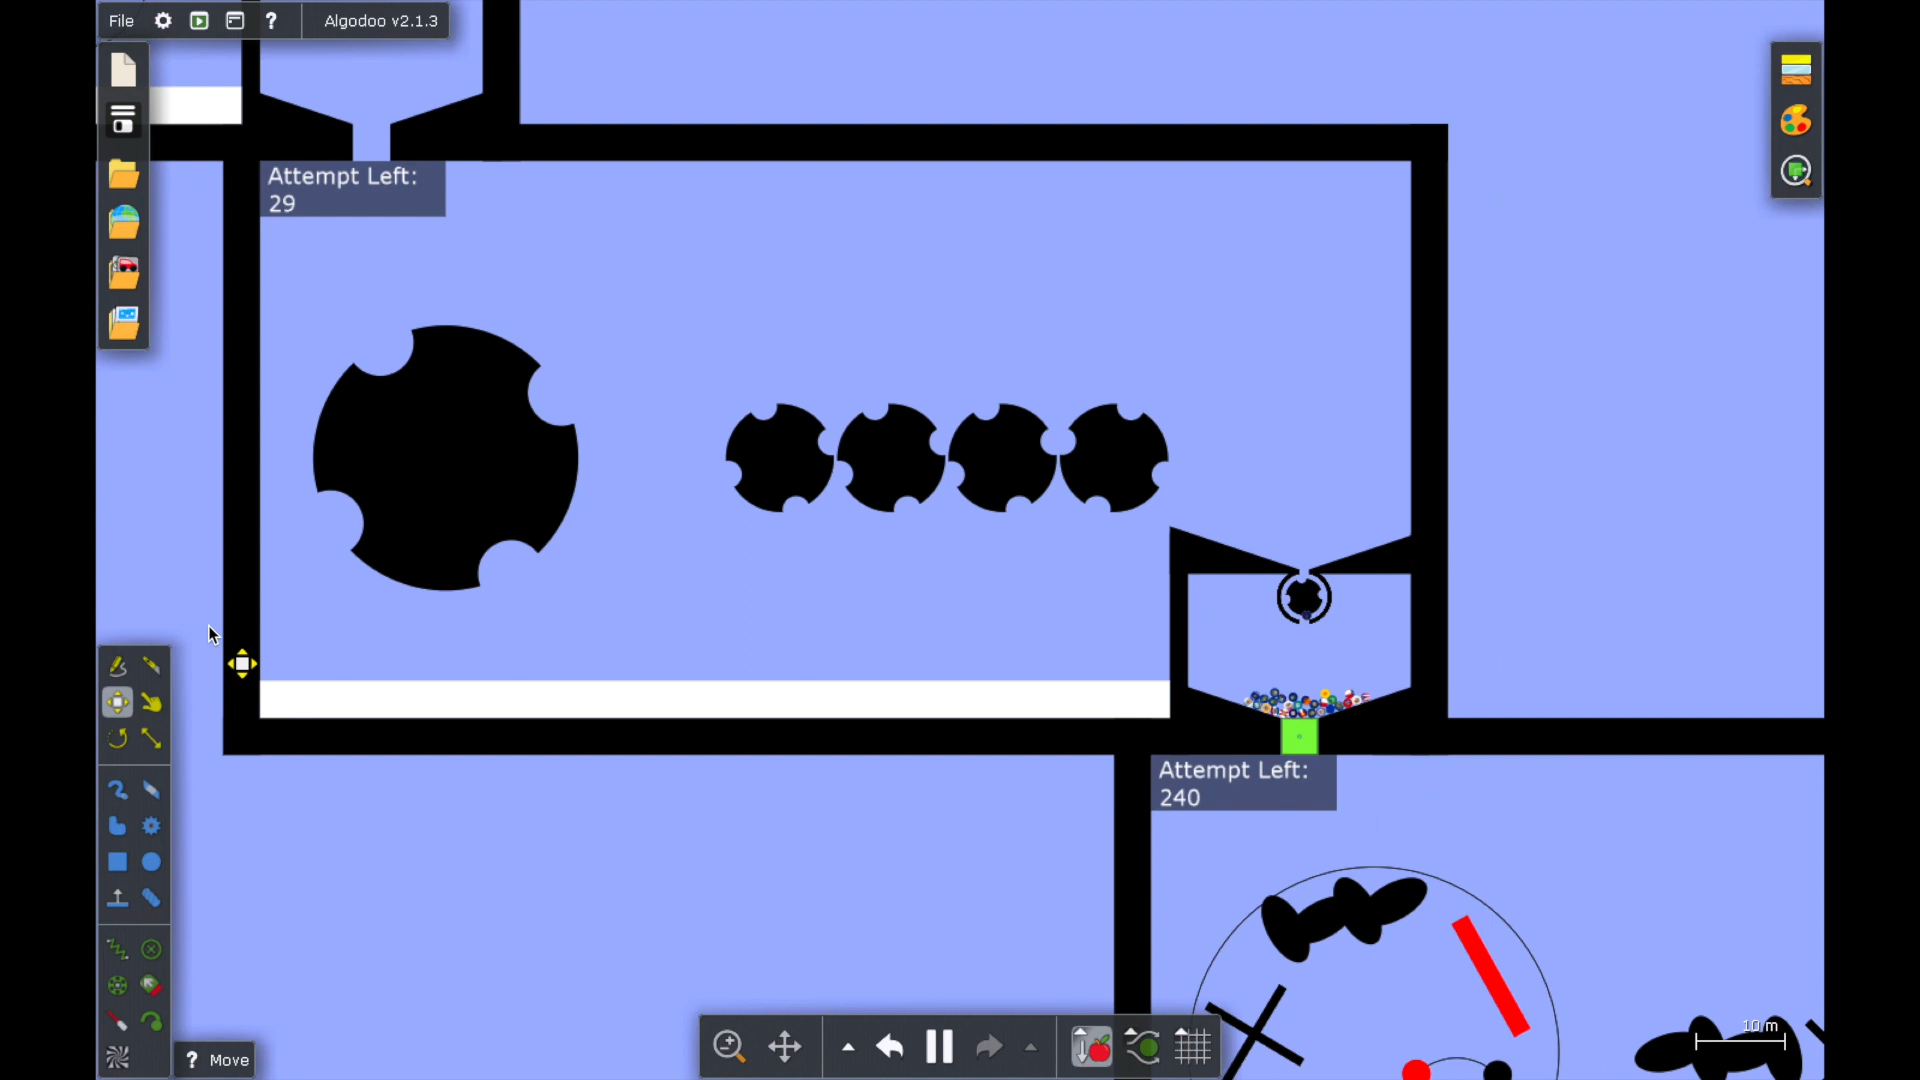 File ? Algodoo v2.1.3
Attempt Left:
29
Attempt Left:
240
10 m
? Move